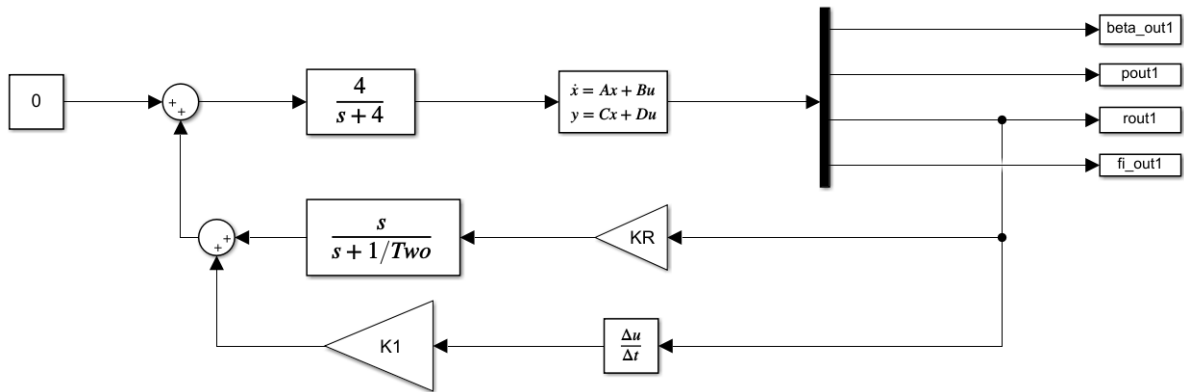 beta_out1
0
+
+
4
s + 4
ẋ = Ax + Bu
y = Cx + Du
pout1
rout1
fi_out1
+
+
s
s + 1/Two
KR
K1
Δu
Δt